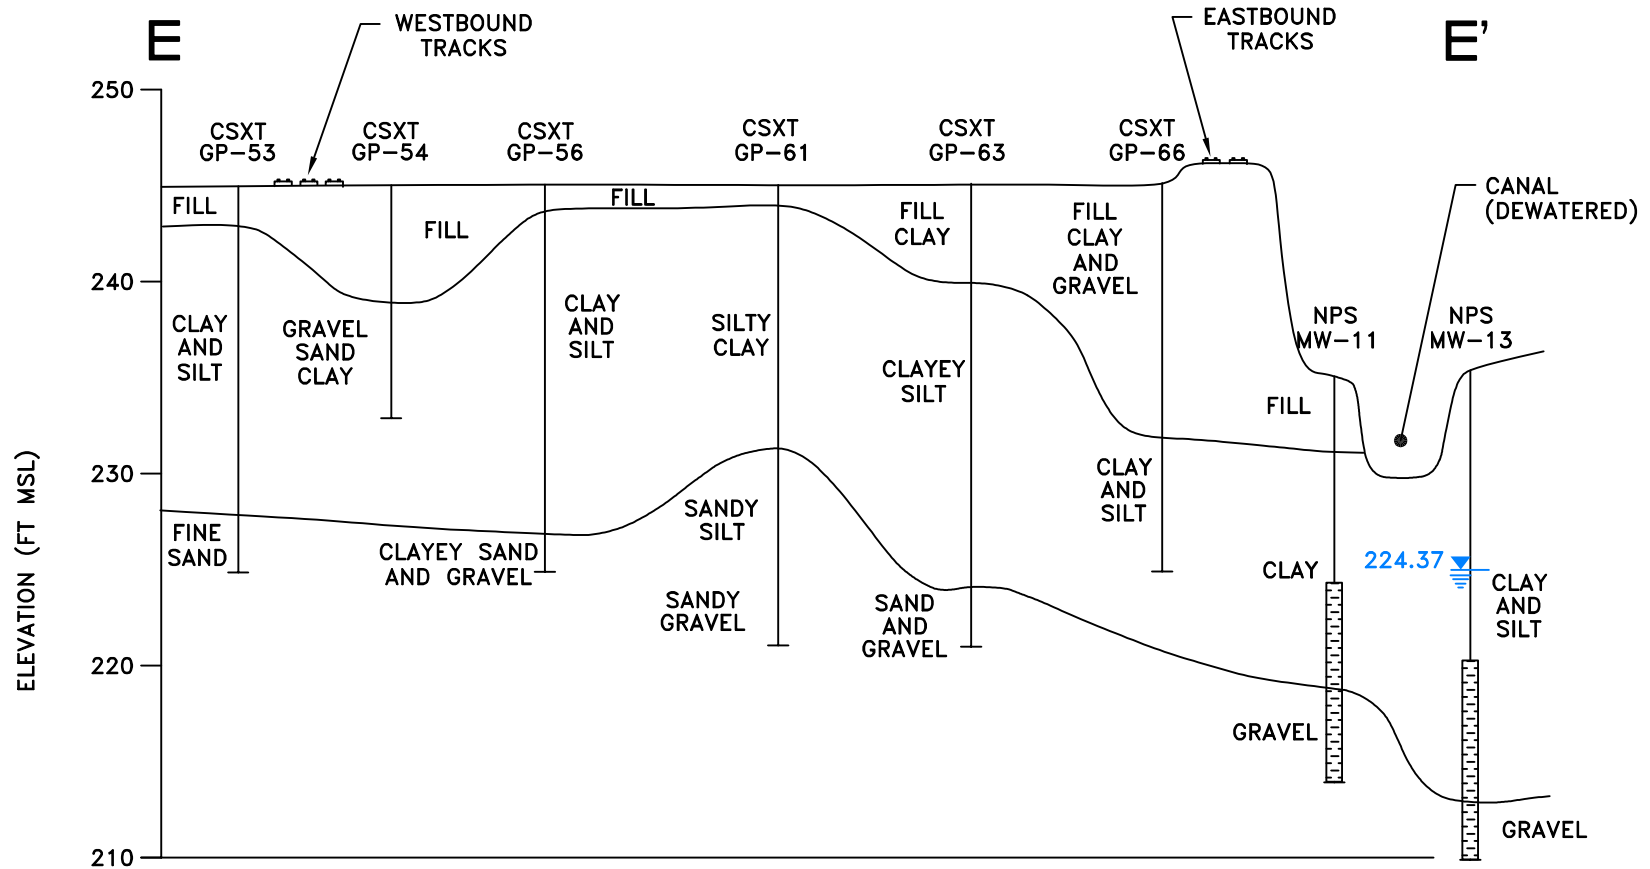 E
WESTBOUND
TRACKS
EASTBOUND
TRACKS
E'
250
CSXT
GP-53
CSXT
GP-54
CSXT
GP-56
CSXT
GP-61
CSXT
GP-63
CSXT
GP-66
CANAL
(DEWATERED)
FILL
FILL
FILL
FILL
CLAY
FILL
CLAY
AND
GRAVEL
240
CLAY
AND
SILT
GRAVEL
SAND
CLAY
CLAY
AND
SILT
SILTY
CLAY
CLAYEY
SILT
NPS
MW-11
NPS
MW-13
FILL
ELEVATION (FT MSL)
230
CLAY
AND
SILT
SANDY
SILT
FINE
SAND
CLAYEY SAND
AND GRAVEL
SANDY
GRAVEL
SAND
AND
GRAVEL
CLAY
224.37
CLAY
AND
SILT
220
GRAVEL
GRAVEL
210